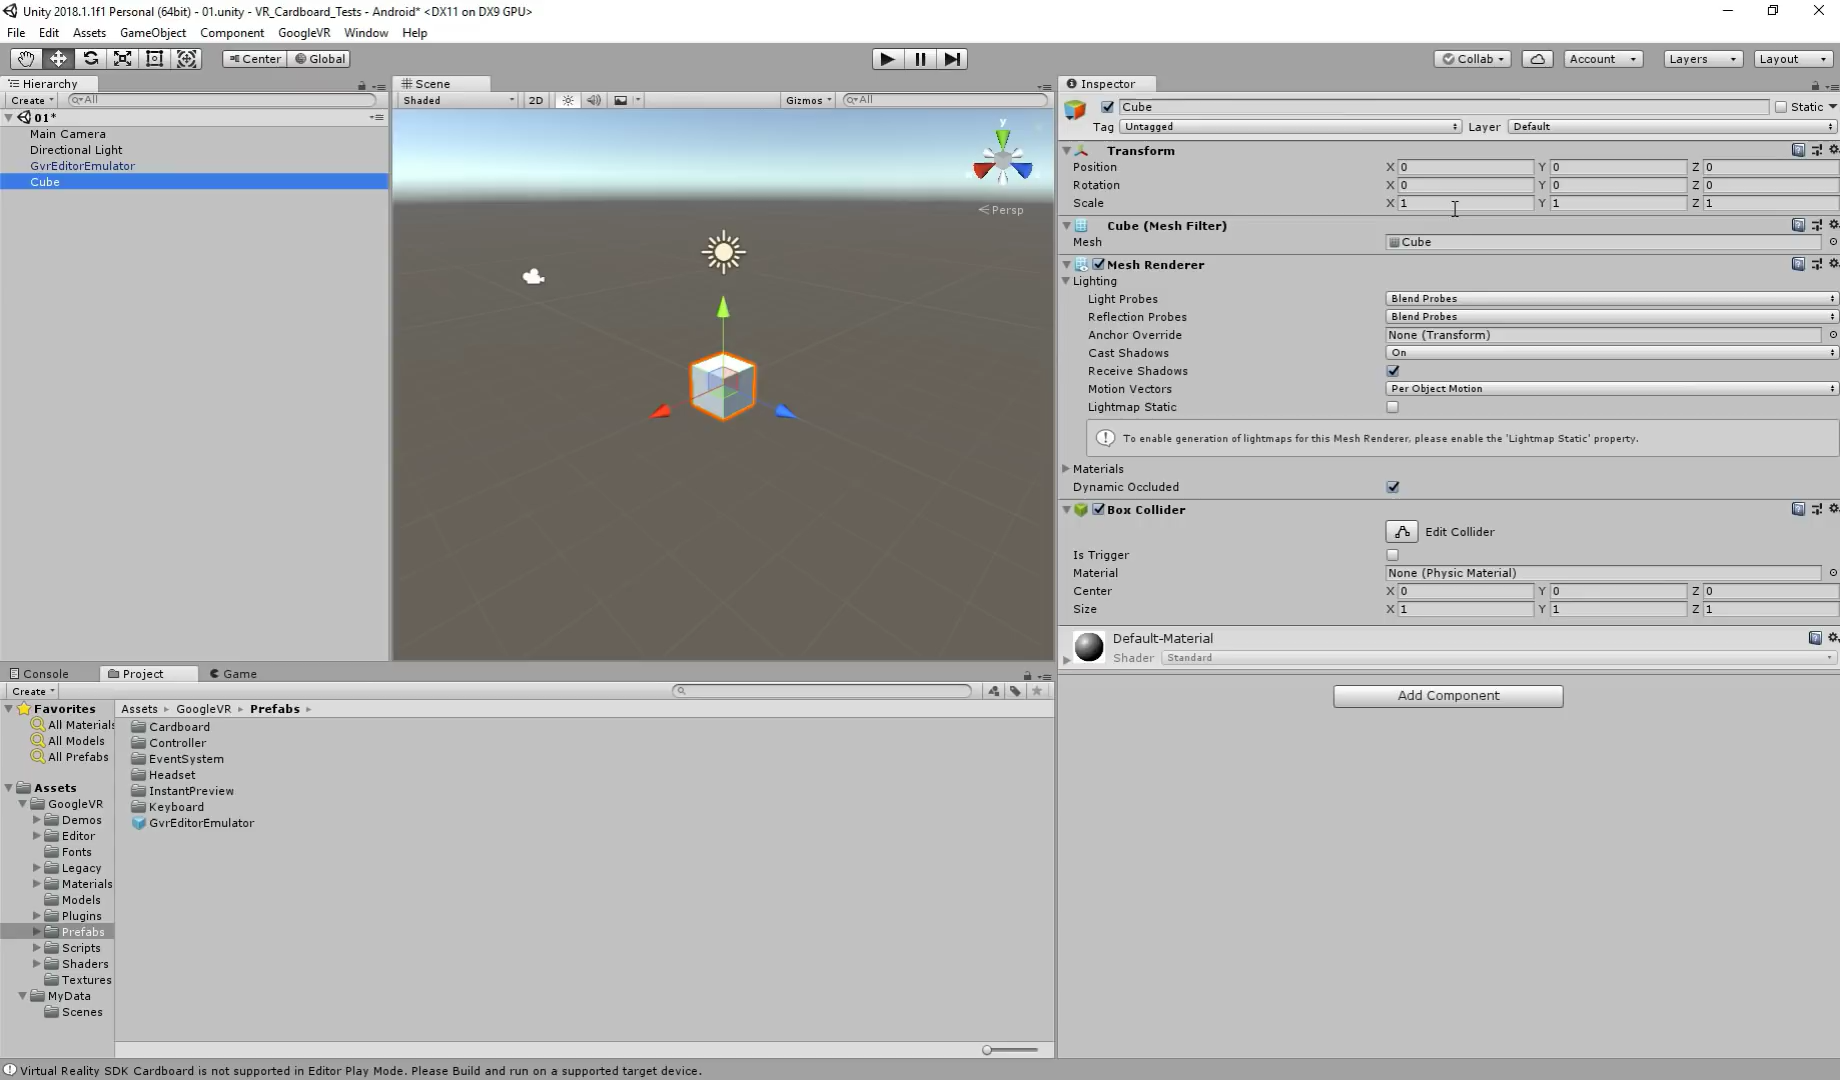 Unity 2018.1.1f1 Personal (64bit) - 01.unity - VR_Cardboard_Tests - Android* <DX11 on DX9 GPU>
File Edit Assets GameObject Component GoogleVR Window Help
Center Global Collab Account Layers Layout
Hierarchy
Create All
01*
Main Camera
Directional Light
GvrEditorEmulator
Cube
Scene
Shaded 2D Gizmos All
y
Persp
Inspector
Cube Static
Tag Untagged Layer Default
Transform
Position X 0 Y 0 Z 0
Rotation X 0 Y 0 Z 0
Scale X 1 Y 1 Z 1
Cube (Mesh Filter)
Mesh Cube
Mesh Renderer
Lighting
Light Probes Blend Probes
Reflection Probes Blend Probes
Anchor Override None (Transform)
Cast Shadows On
Receive Shadows
Motion Vectors Per Object Motion
Lightmap Static
To enable generation of lightmaps for this Mesh Renderer, please enable the 'Lightmap Static' property.
Materials
Dynamic Occluded
Box Collider
Edit Collider
Is Trigger
Material None (Physic Material)
Center X 0 Y 0 Z 0
Size X 1 Y 1 Z 1
Default-Material
Shader Standard
Add Component
Console Project Game
Create
Favorites
All Materials
All Models
All Prefabs
Assets
GoogleVR
Demos
Editor
Fonts
Legacy
Materials
Models
Plugins
Prefabs
Scripts
Shaders
Textures
MyData
Scenes
Assets GoogleVR Prefabs
Cardboard
Controller
EventSystem
Headset
InstantPreview
Keyboard
GvrEditorEmulator
Virtual Reality SDK Cardboard is not supported in Editor Play Mode. Please Build and run on a supported target device.